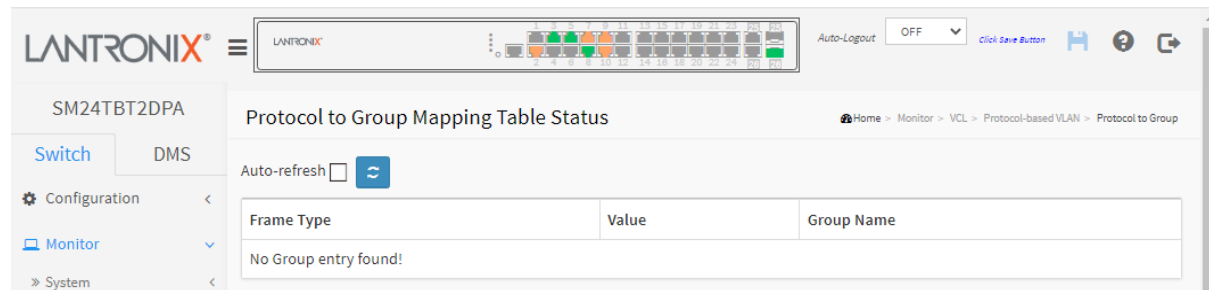 LANTRONIX®
LANTRONIX
1 3 5 7 9 11 13 15 17 19 21 23 25 26
2 4 6 8 10 12 14 16 18 20 22 24
Auto-Logout OFF Click Save Button
SM24TBT2DPA
Protocol to Group Mapping Table Status
Home > Monitor > VCL > Protocol-based VLAN > Protocol to Group
Switch DMS
Auto-refresh
Configuration
Frame Type Value Group Name
Monitor
No Group entry found!
» System